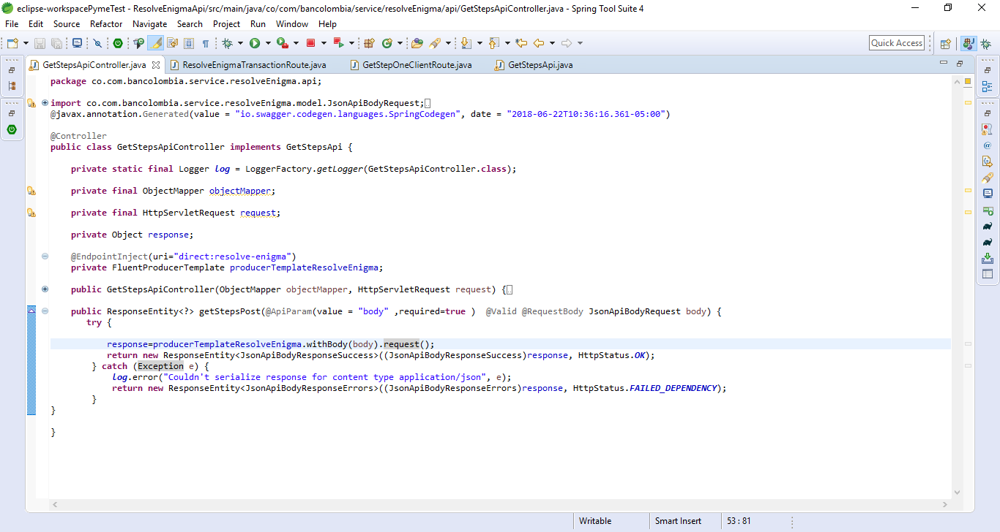 eclipse-workspacePymeTest - ResolveEnigmaApi/src/main/java/co/com/bancolombia/service/resolveEnigma/api/GetStepsApiController.java - Spring Tool Suite 4
File Edit Source Refactor Navigate Search Project Run Window Help
Quick Access
GetStepsApiController.java ResolveEnigmaTransactionRoute.java GetStepOneClientRoute.java GetStepsApi.java
package co.com.bancolombia.service.resolveEnigma.api;
import co.com.bancolombia.service.resolveEnigma.model.JsonApiBodyRequest;
@javax.annotation.Generated(value = "io.swagger.codegen.languages.SpringCodegen", date = "2018-06-22T10:36:16.361-05:00")
@Controller
public class GetStepsApiController implements GetStepsApi {
private static final Logger log = LoggerFactory.getLogger(GetStepsApiController.class);
private final ObjectMapper objectMapper;
private final HttpServletRequest request;
private Object response;
@EndpointInject(uri="direct:resolve-enigma")
private FluentProducerTemplate producerTemplateResolveEnigma;
public GetStepsApiController(ObjectMapper objectMapper, HttpServletRequest request) {
public ResponseEntity<?> getStepsPost(@ApiParam(value = "body" ,required=true )  @Valid @RequestBody JsonApiBodyRequest body) {
try {
response=producerTemplateResolveEnigma.withBody(body).request();
return new ResponseEntity<JsonApiBodyResponseSuccess>((JsonApiBodyResponseSuccess)response, HttpStatus.OK);
} catch (Exception e) {
log.error("Couldn't serialize response for content type application/json", e);
return new ResponseEntity<JsonApiBodyResponseErrors>((JsonApiBodyResponseErrors)response, HttpStatus.FAILED_DEPENDENCY);
}
}
}
Writable Smart Insert 53 : 81